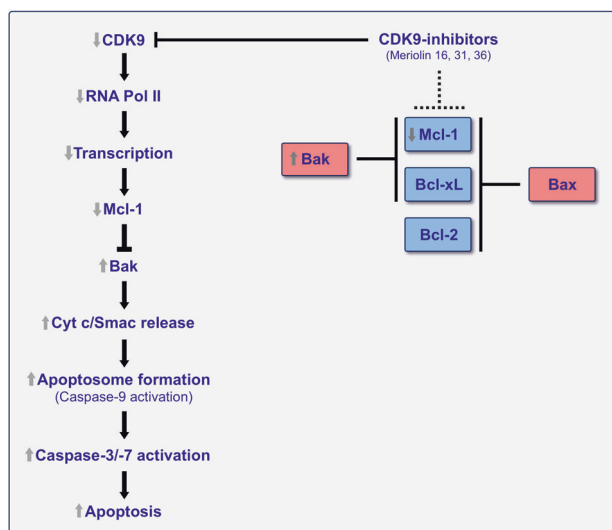 CDK9
CDK9-inhibitors
(Meriolin 16, 31, 36)
RNA Pol II
Transcription
Mcl-1
Bak
Cyt c/Smac release
Apoptosome formation
(Caspase-9 activation)
Caspase-3/-7 activation
Apoptosis
Bak
Mcl-1
Bcl-xL
Bcl-2
Bax